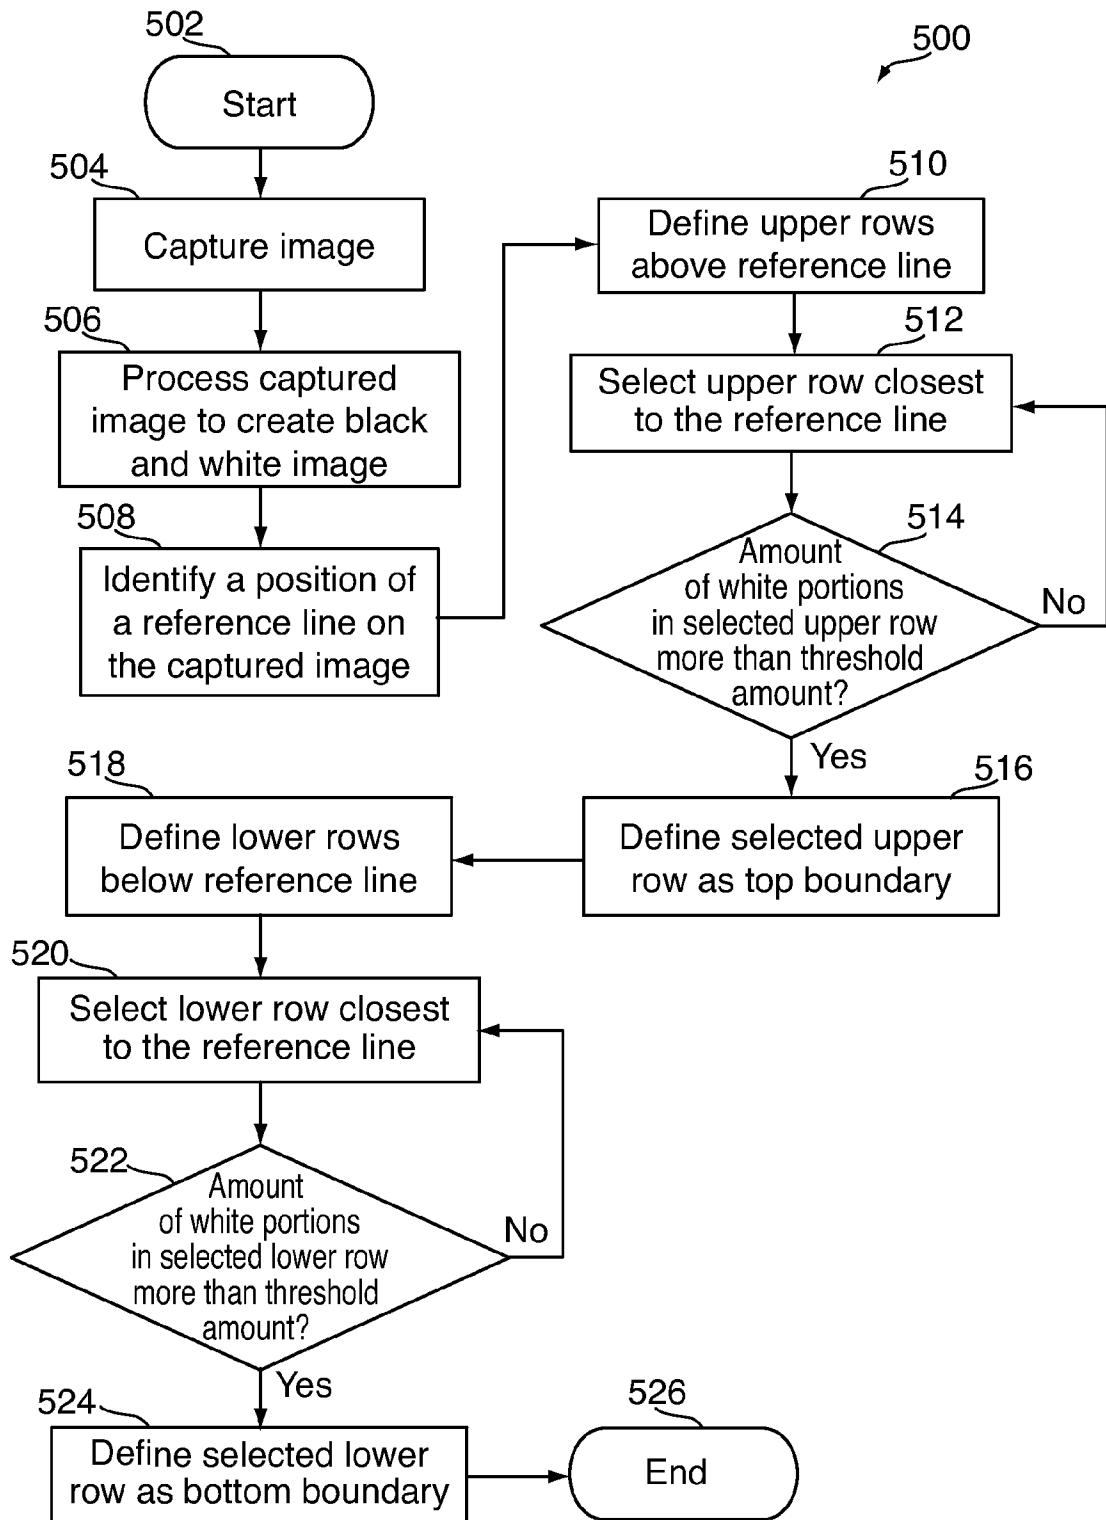 502
Start
500
504
Capture image
506
Process captured
image to create black
and white image
508
Identify a position of
a reference line on
the captured image
510
Define upper rows
above reference line
512
Select upper row closest
to the reference line
514
Amount
of white portions
in selected upper row
more than threshold
amount?
No
Yes
516
Define selected upper
row as top boundary
518
Define lower rows
below reference line
520
Select lower row closest
to the reference line
522
Amount
of white portions
in selected lower row
more than threshold
amount?
No
Yes
524
Define selected lower
row as bottom boundary
526
End